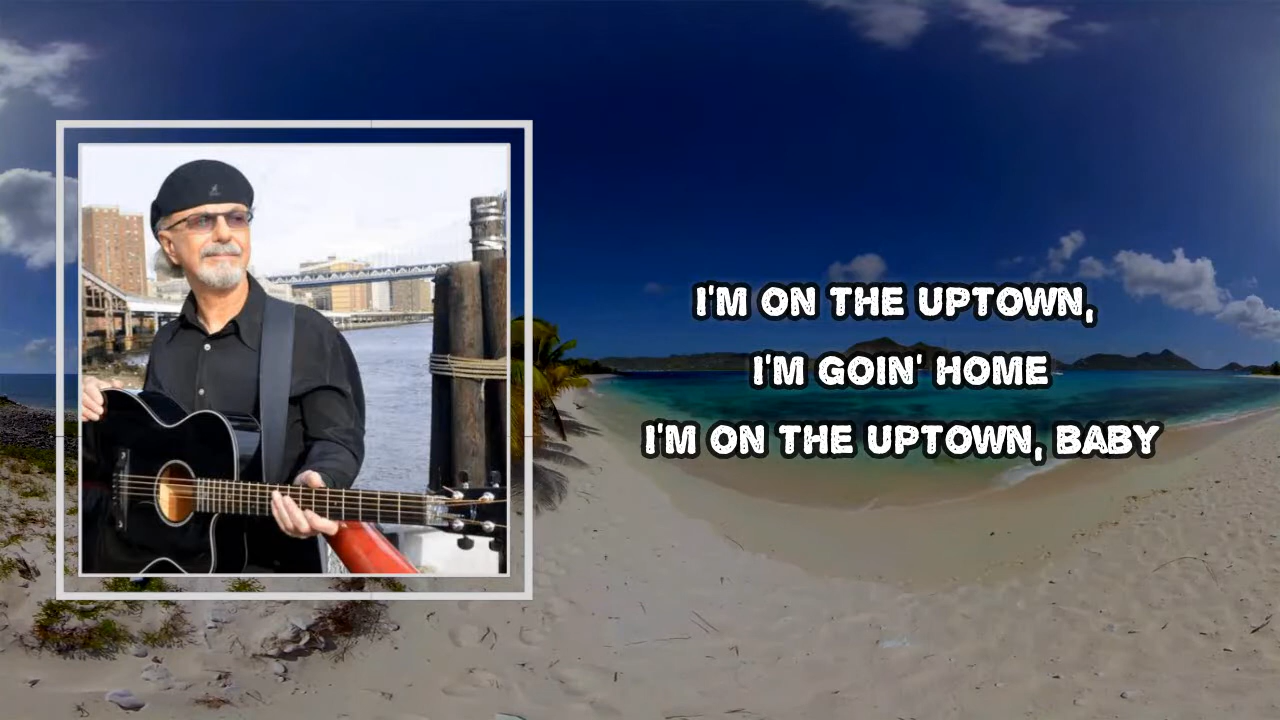 I'M ON THE UPTOWN,
I'M GOIN' HOME
I'M ON THE UPTOWN, BABY